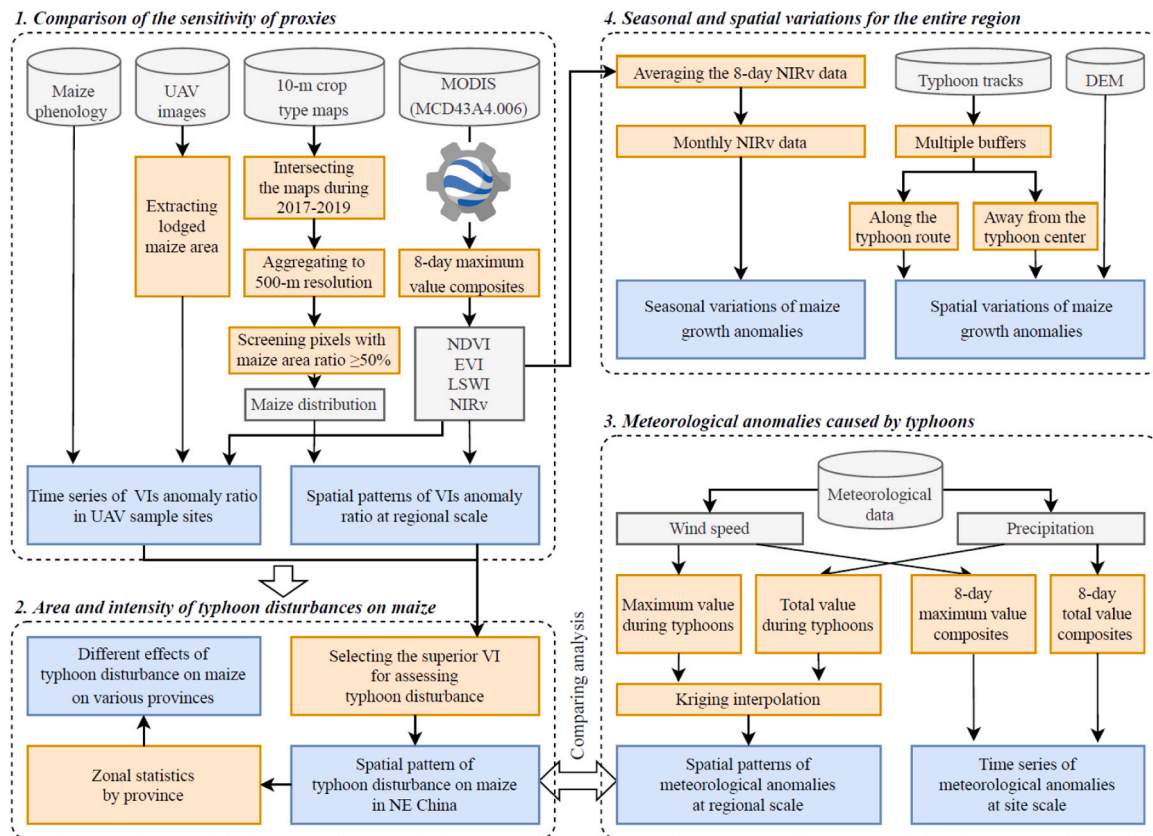 1. Comparison of the sensitivity of proxies
Maize
phenology
UAV
images
10-m crop
type maps
MODIS
(MCD43A4.006)
Extracting
lodged
maize area
Intersecting
the maps during
2017-2019
Aggregating to
500-m resolution
8-day maximum
value composites
Screening pixels with
maize area ratio ≥50%
Maize distribution
NDVI
EVI
LSWI
NIRv
Time series of VIs anomaly ratio
in UAV sample sites
Spatial patterns of VIs anomaly
ratio at regional scale
2. Area and intensity of typhoon disturbances on maize
Different effects of
typhoon disturbance on maize
on various provinces
Selecting the superior VI
for assessing
typhoon disturbance
Zonal statistics
by province
Spatial pattern of
typhoon disturbance on maize
in NE China
Comparing analysis
4. Seasonal and spatial variations for the entire region
Averaging the 8-day NIRv data
Typhoon tracks
DEM
Monthly NIRv data
Multiple buffers
Along the
typhoon route
Away from the
typhoon center
Seasonal variations of maize
growth anomalies
Spatial variations of maize
growth anomalies
3. Meteorological anomalies caused by typhoons
Meteorological
data
Wind speed
Precipitation
Maximum value
during typhoons
Total value
during typhoons
8-day
maximum value
composites
8-day
total value
composites
Kriging interpolation
Spatial patterns of
meteorological anomalies
at regional scale
Time series of
meteorological anomalies
at site scale